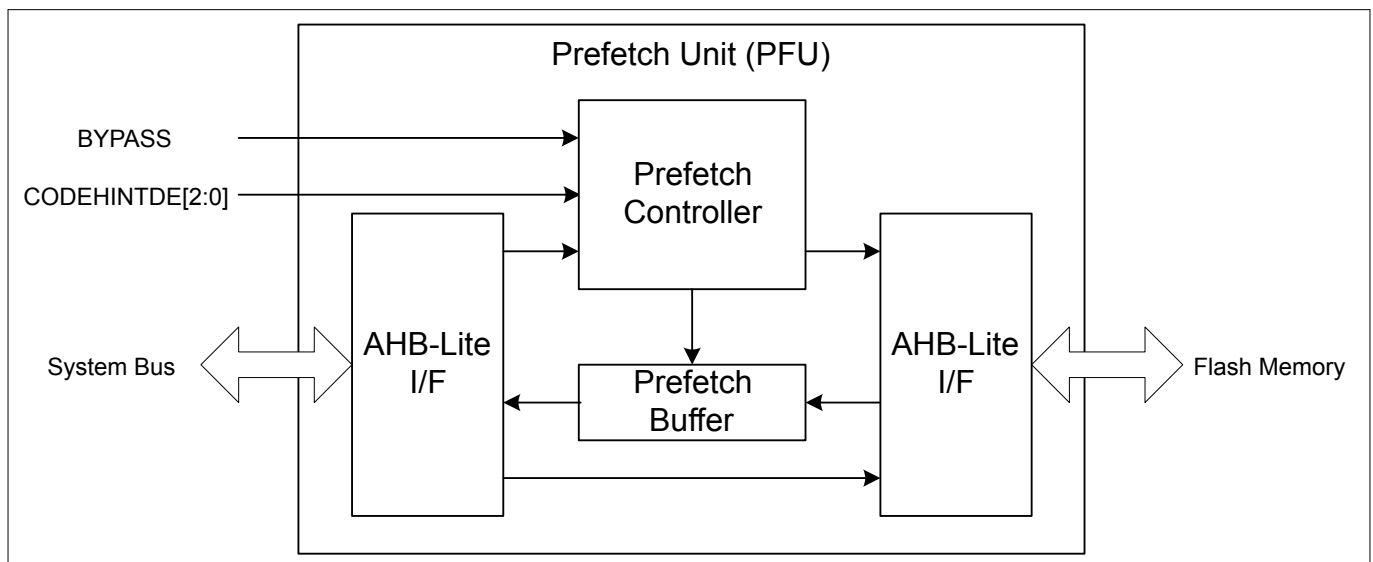 Prefetch Unit (PFU)
BYPASS
CODEHINTDE[2:0]
Prefetch
Controller
System Bus
AHB-Lite
I/F
Prefetch
Buffer
AHB-Lite
I/F
Flash Memory